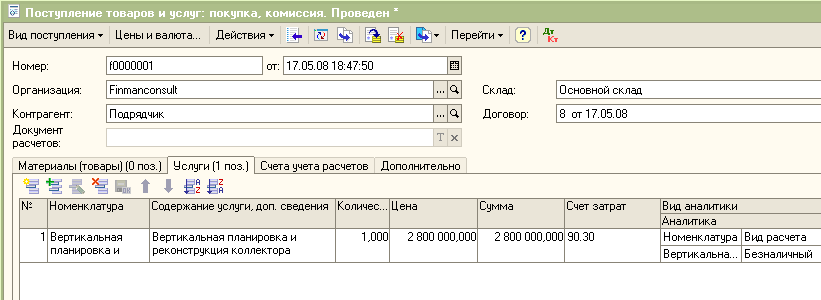 Поступление товаров и услуг: покупка, комиссия. Проведен *
Вид поступления Цены и валюта... Действия Перейти ? Дт Кт
Номер: f0000001 от: 17.05.08 18:47:50
Организация: Finmanconsult ... Склад: Основной склад
Контрагент: Подрядчик ... Договор: 8 от 17.05.08
Документ
расчетов: T ×
Материалы (товары) (0 поз.) Услуги (1 поз.) Счета учета расчетов Дополнительно
№ Номенклатура Содержание услуги, доп. сведения Количес... Цена Сумма Счет затрат Вид аналитики
Аналитика
1 Вертикальная Вертикальная планировка и 1,000 2 800 000,000 2 800 000,000 90.30 Номенклатура Вид расчета
планировка и реконструкция коллектора Вертикальна... Безналичный